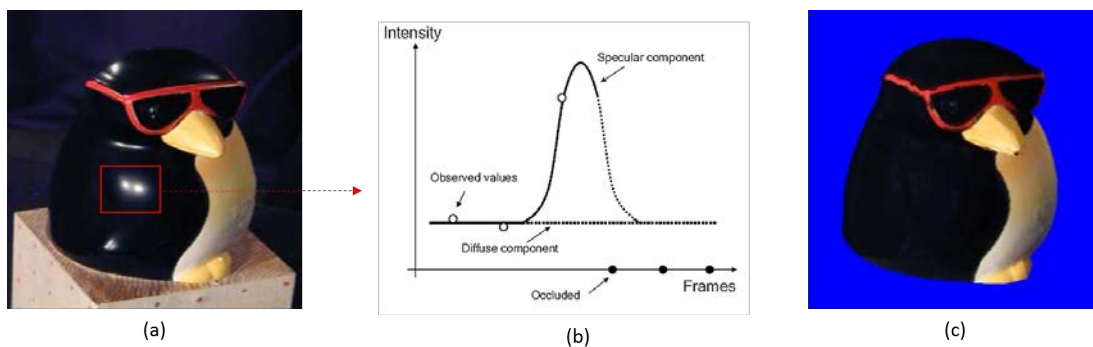 Intensity
Specular component
Observed values
Diffuse component
Occluded
Frames
(a)
(b)
(c)